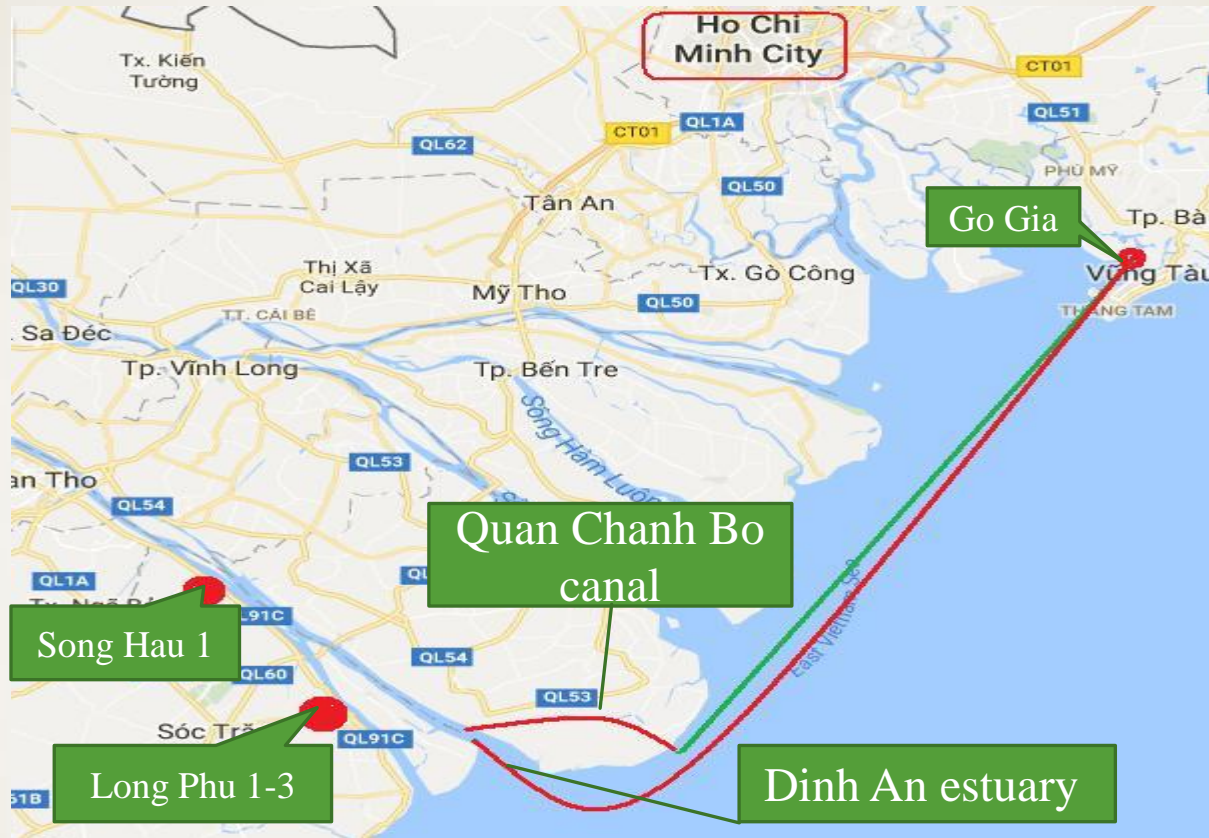 Ho Chi
Minh City
Tx. Kiến
Tường
CT01
QL51
QL1A
CT01
QL62
PHÚ MỸ
QL50
Tân An
Go Gia
Tp. Bà
Thị Xã
Cai Lậy
Tx. Gò Công
Vũng Tàu
QL30
Mỹ Tho
QL50
THANG TAM
TT. CÁI BÈ
Sa Đéc
Tp. Vĩnh Long
Tp. Bến Tre
Sông Hàm Luông
QL53
an Tho
QL54
Quan Chanh Bo
canal
East Vietnam Sea
QL1A
L91C
Song Hau 1
QL54
QL60
QL53
Sóc Tră
QL91C
Long Phu 1-3
Dinh An estuary
61B